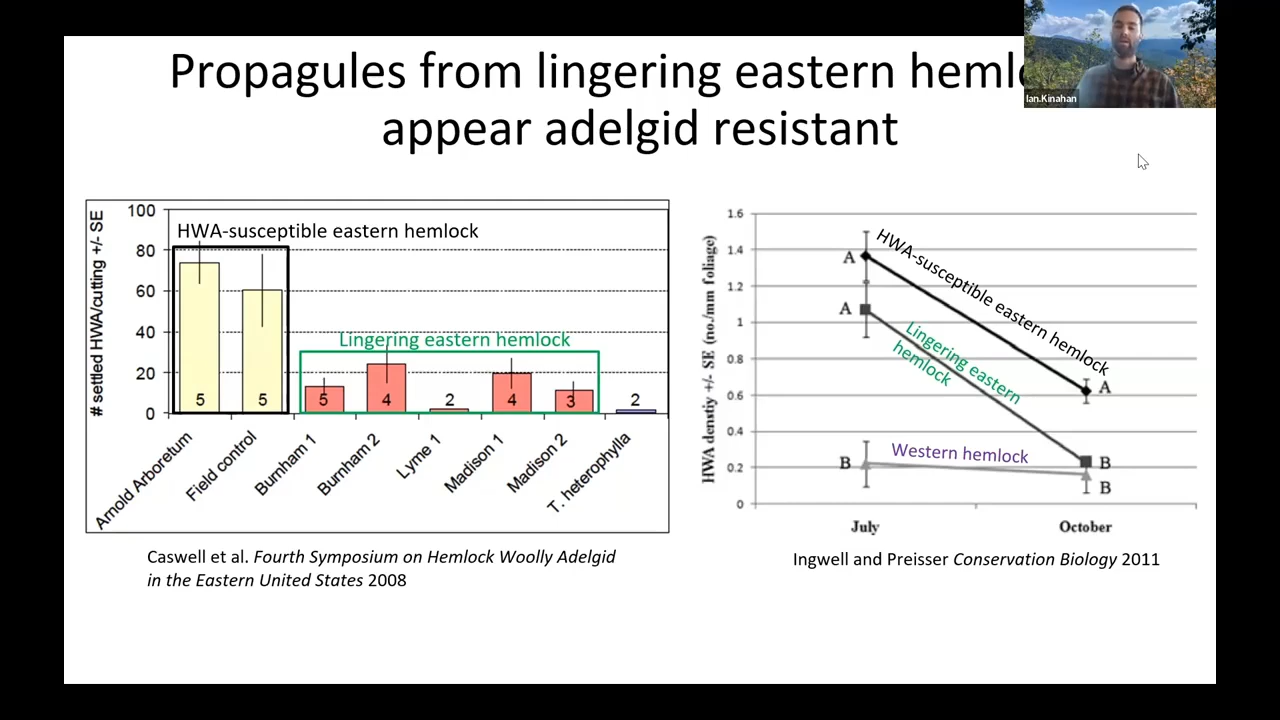 Propagules from lingering eastern
appear adelgid resistant
Ian.Kinahan
# settled HWA/cutting +/- SE
100
80
60
40
20
0
HWA-susceptible eastern hemlock
Lingering eastern hemlock
5
5
5
4
2
4
3
2
Arnold Arboretum
Field control
Burnham 1
Burnham 2
Lyme 1
Madison 1
Madison 2
T. heterophylla
Caswell et al. Fourth Symposium on Hemlock Woolly Adelgid
in the Eastern United States 2008
HWA denstiy +/- SE (no./mm foliage)
1.6
1.4
1.2
1
0.8
0.6
0.4
0.2
0
A
A
B
HWA-susceptible eastern hemlock
Lingering eastern
hemlock
Western hemlock
A
B
B
July
October
Ingwell and Preisser Conservation Biology 2011